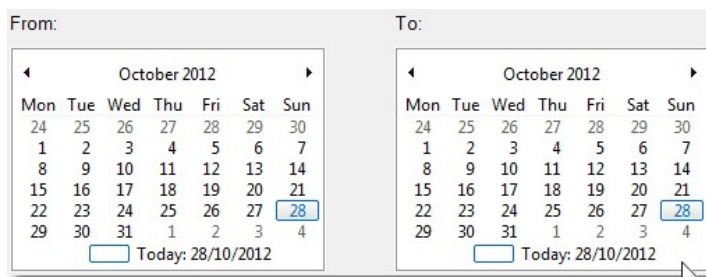 From: To:
October 2012 October 2012
Mon Tue Wed Thu Fri Sat Sun Mon Tue Wed Thu Fri Sat Sun
24 25 26 27 28 29 30 24 25 26 27 28 29 30
1 2 3 4 5 6 7 1 2 3 4 5 6 7
8 9 10 11 12 13 14 8 9 10 11 12 13 14
15 16 17 18 19 20 21 15 16 17 18 19 20 21
22 23 24 25 26 27 28 22 23 24 25 26 27 28
29 30 31 1 2 3 4 29 30 31 1 2 3 4
Today: 28/10/2012 Today: 28/10/2012